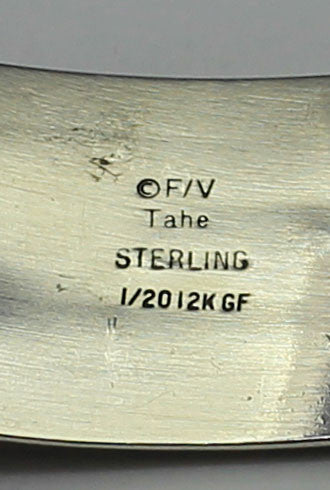 ©F/V
Tahe
STERLING
1/20 12K GF